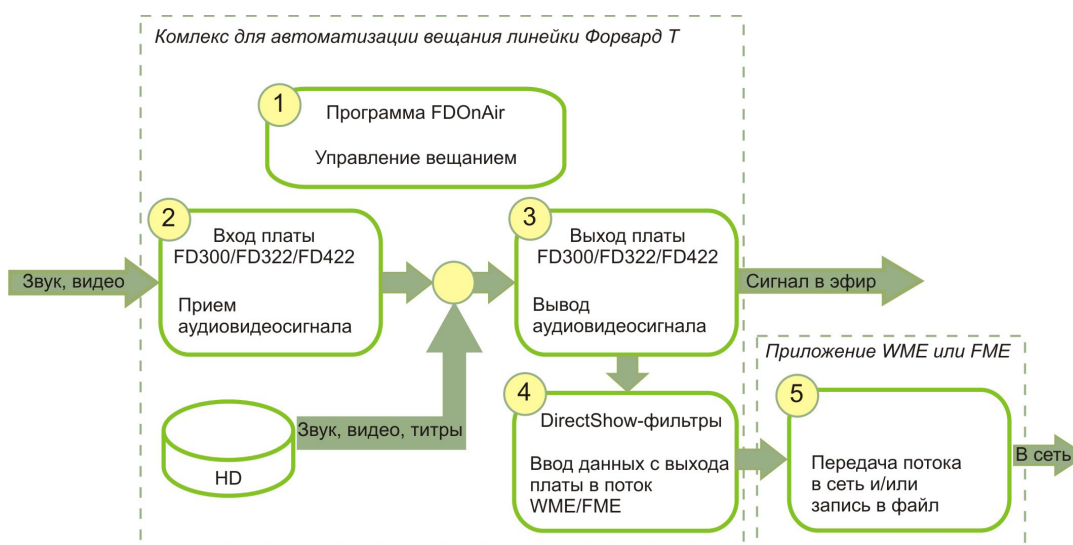 Комлекс для автоматизации вещания линейки Форвард Т
1
Программа FDOnAir
Управление вещанием
2
Вход платы
FD300/FD322/FD422
Прием
аудиовидеосигнала
3
Выход платы
FD300/FD322/FD422
Вывод
аудиовидеосигнала
Звук, видео
Сигнал в эфир
Приложение WME или FME
4
DirectShow-фильтры
Ввод данных с выхода
платы в поток
WME/FME
5
Передача потока
в сеть и/или
запись в файл
Звук, видео, титры
HD
В сеть